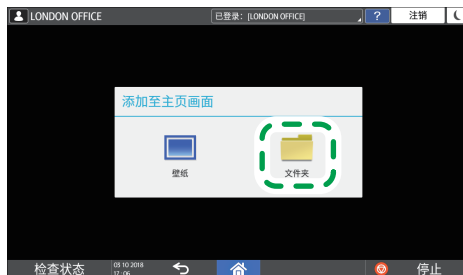 LONDON OFFICE
已登录: [LONDON OFFICE]
?
注销
添加至主页画面
壁纸
文件夹
检查状态
03 10 2018
17:06
停止